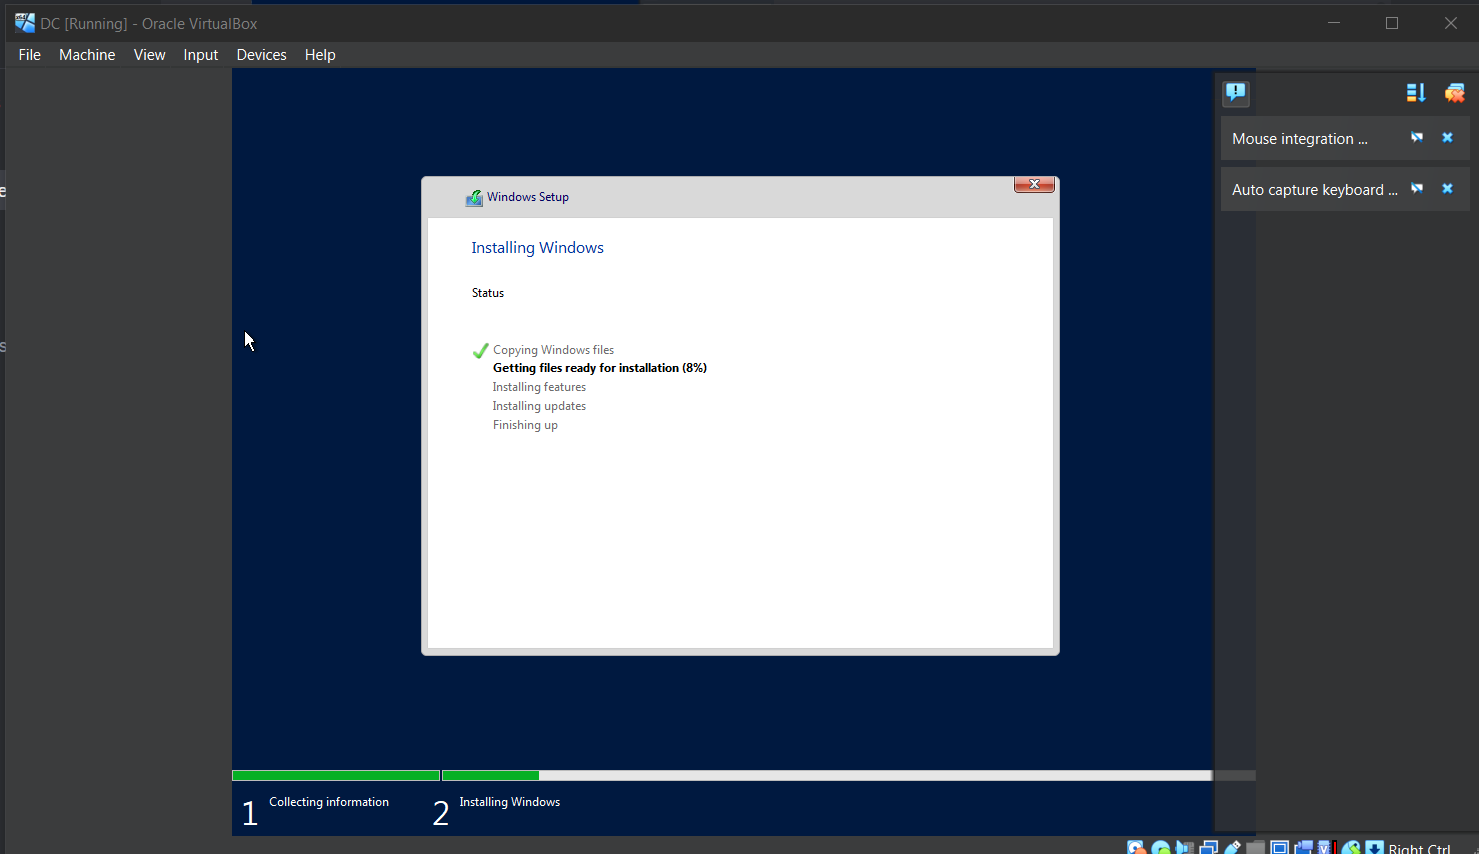 DC [Running] - Oracle VirtualBox
File Machine View Input Devices Help
Mouse integration ...
Auto capture keyboard ...
Windows Setup
Installing Windows
Status
Copying Windows files
Getting files ready for installation (8%)
Installing features
Installing updates
Finishing up
1 Collecting information
2 Installing Windows
Right Ctrl